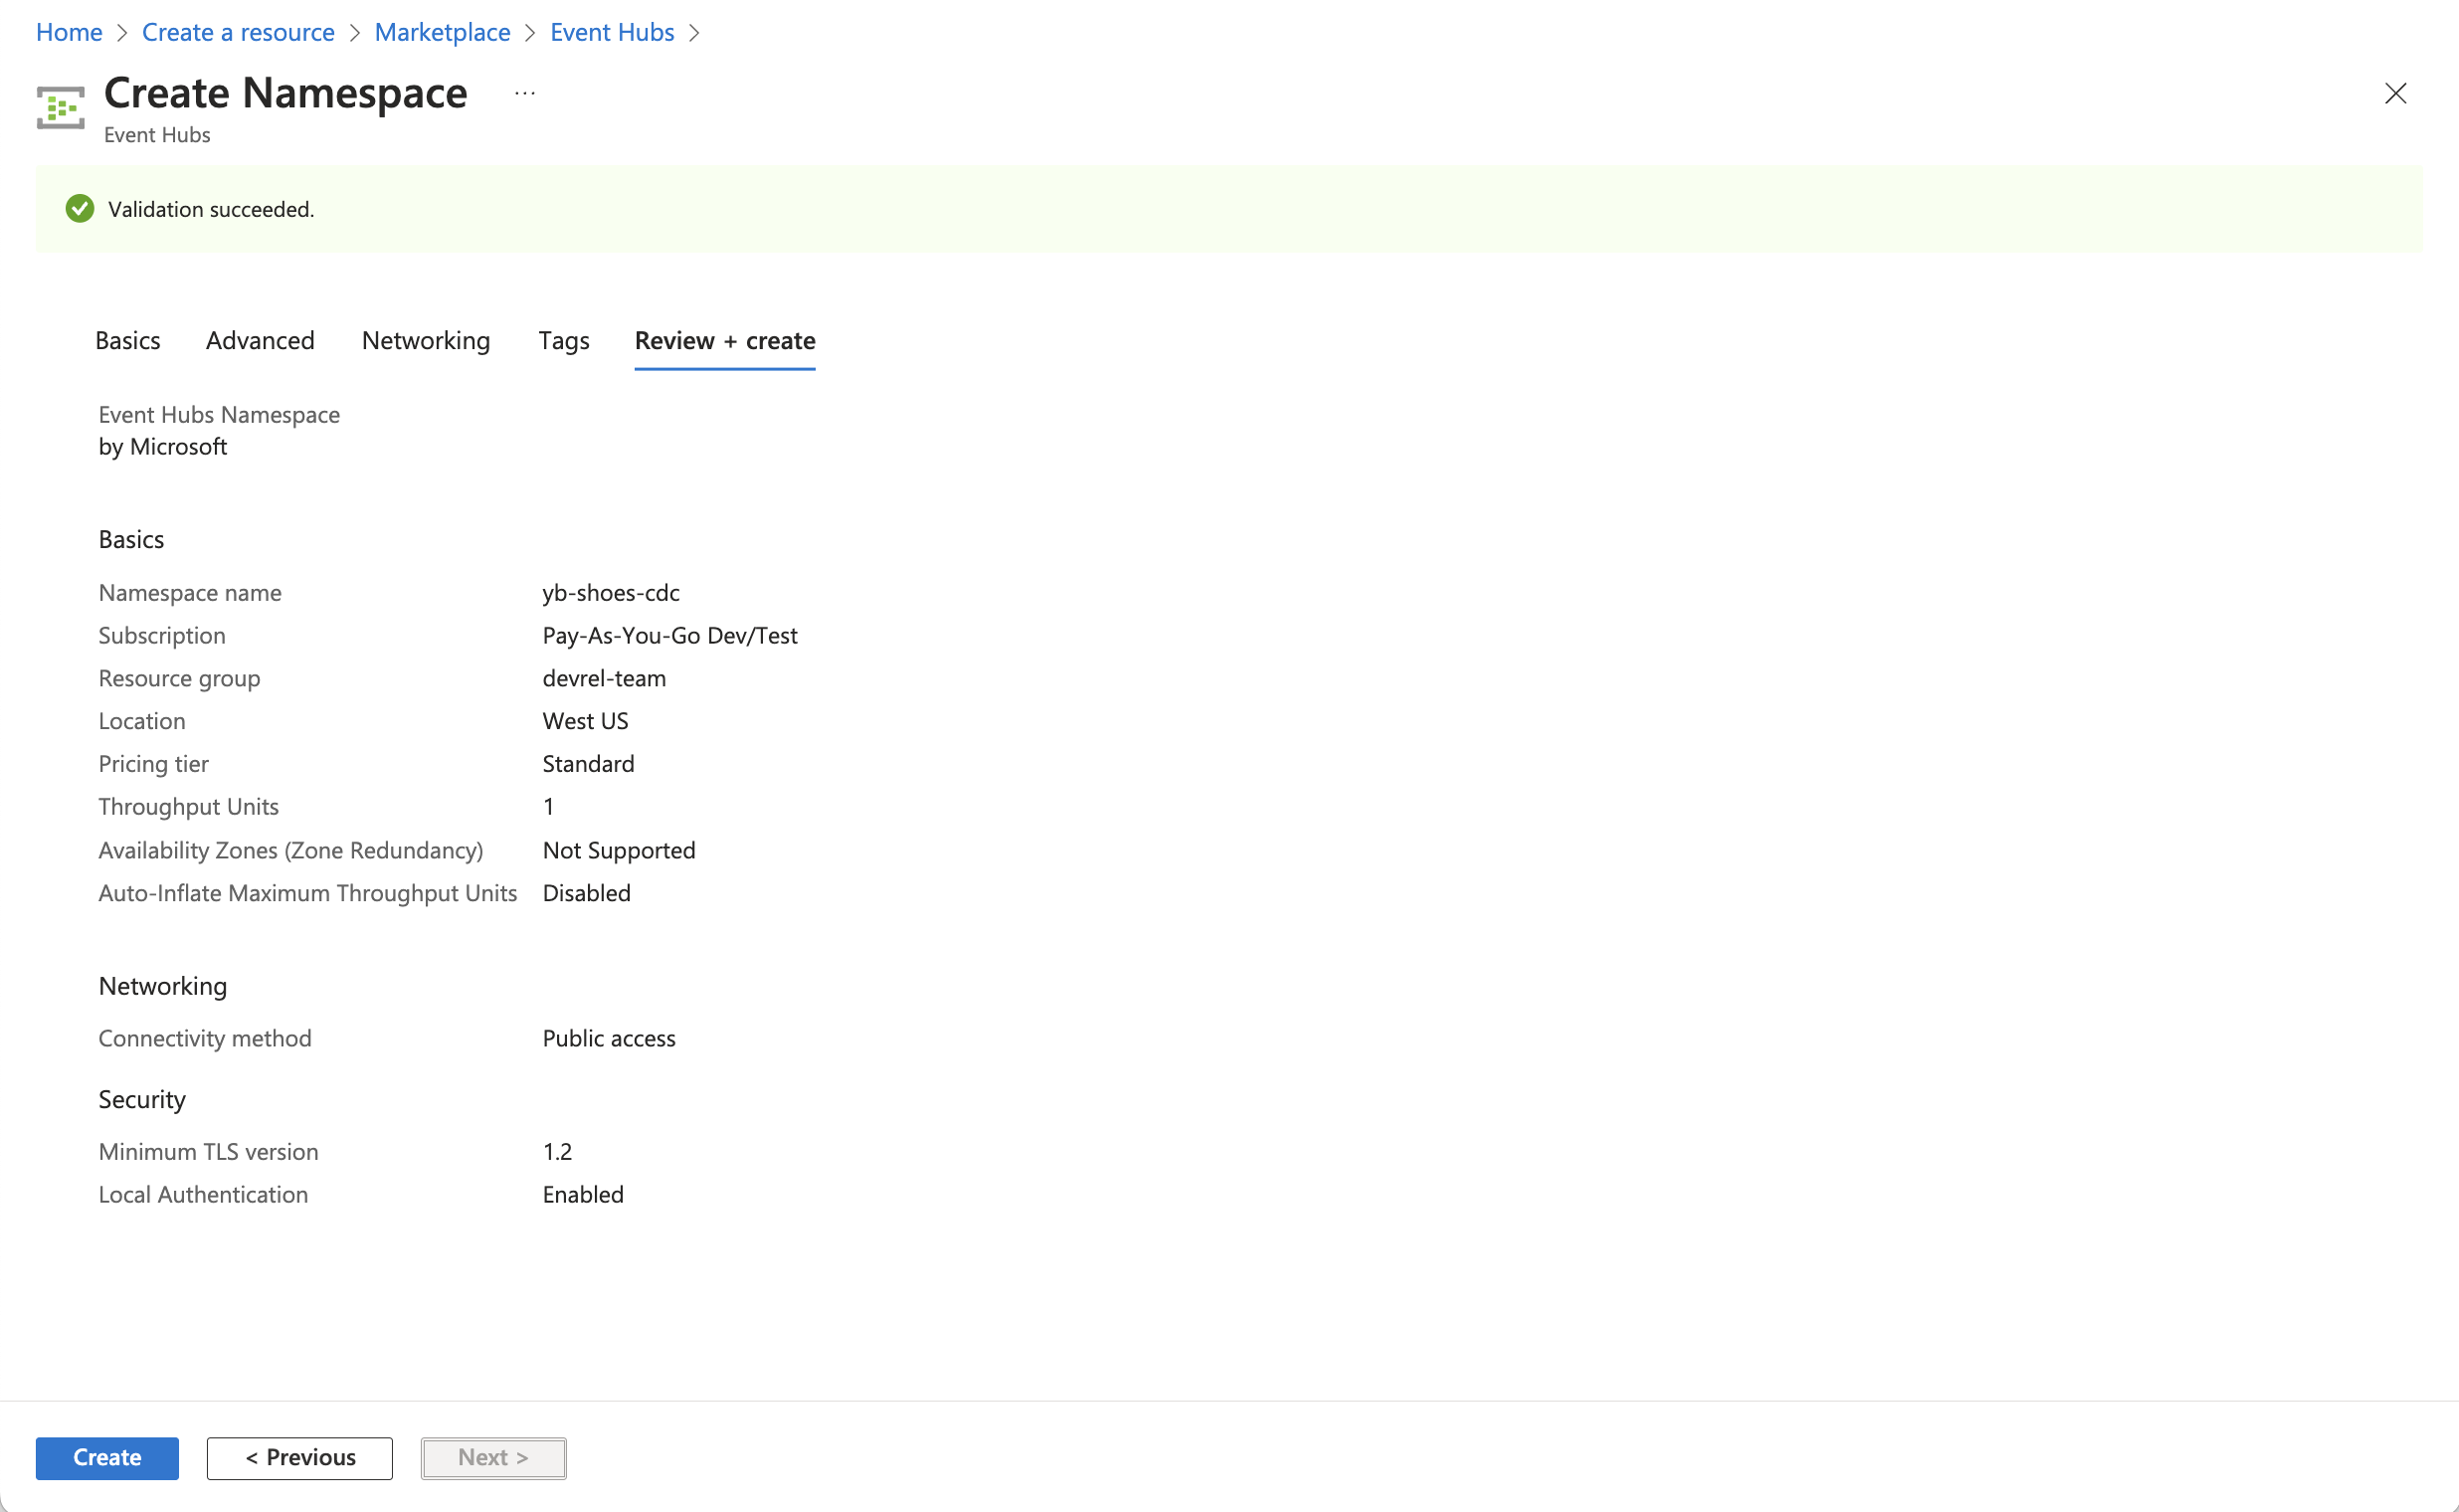 Home > Create a resource > Marketplace > Event Hubs >
Create Namespace ...
Event Hubs
Validation succeeded.
Basics Advanced Networking Tags Review + create
Event Hubs Namespace
by Microsoft
Basics
Namespace name yb-shoes-cdc
Subscription Pay-As-You-Go Dev/Test
Resource group devrel-team
Location West US
Pricing tier Standard
Throughput Units 1
Availability Zones (Zone Redundancy) Not Supported
Auto-Inflate Maximum Throughput Units Disabled
Networking
Connectivity method Public access
Security
Minimum TLS version 1.2
Local Authentication Enabled
Create < Previous Next >